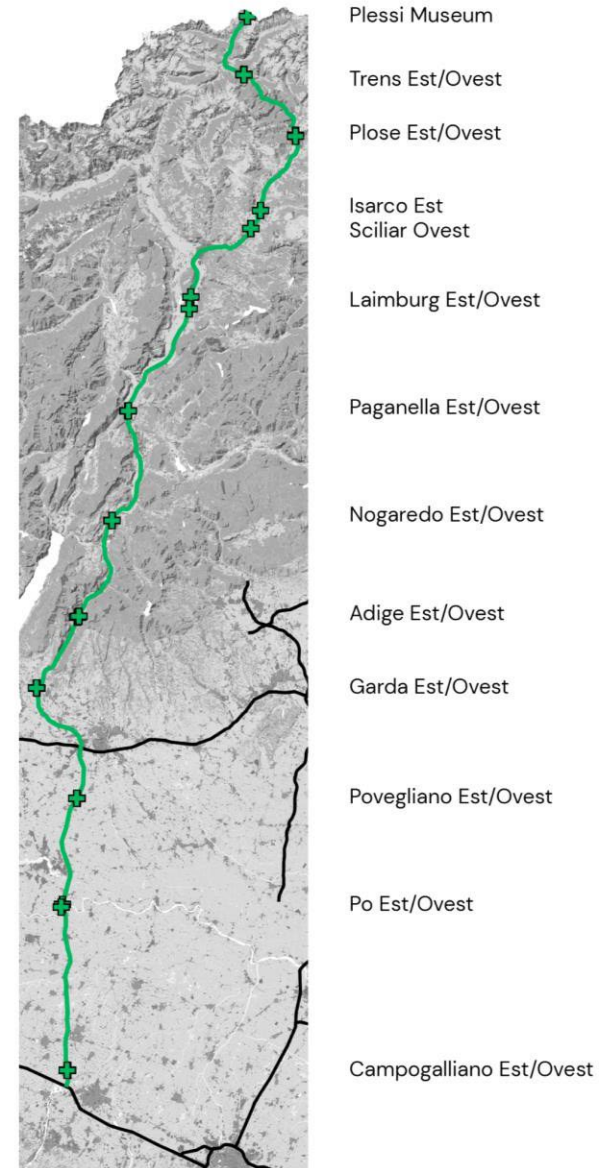 Plessi Museum
Trens Est/Ovest
Plose Est/Ovest
Isarco Est
Sciliar Ovest
Laimburg Est/Ovest
Paganella Est/Ovest
Nogaredo Est/Ovest
Adige Est/Ovest
Garda Est/Ovest
Povegliano Est/Ovest
Po Est/Ovest
Campogalliano Est/Ovest